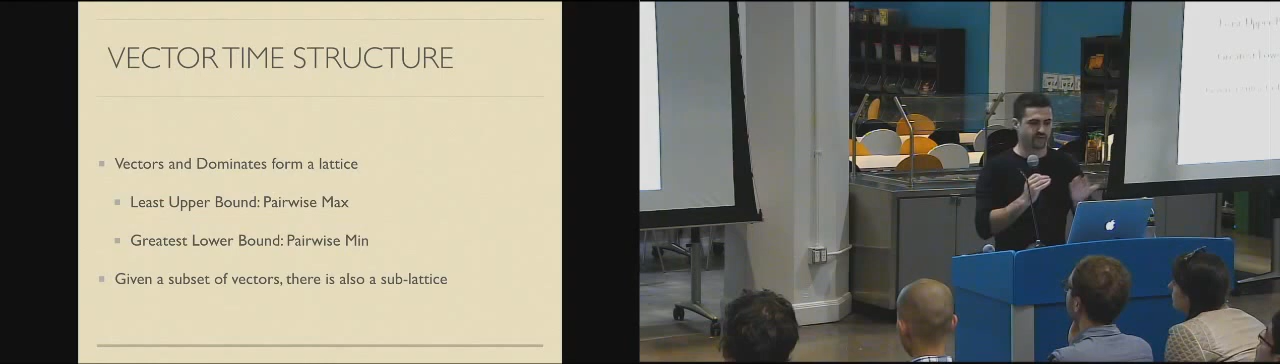 VECTOR TIME STRUCTURE
Vectors and Dominates form a lattice
Least Upper Bound: Pairwise Max
Greatest Lower Bound: Pairwise Min
Given a subset of vectors, there is also a sub-lattice